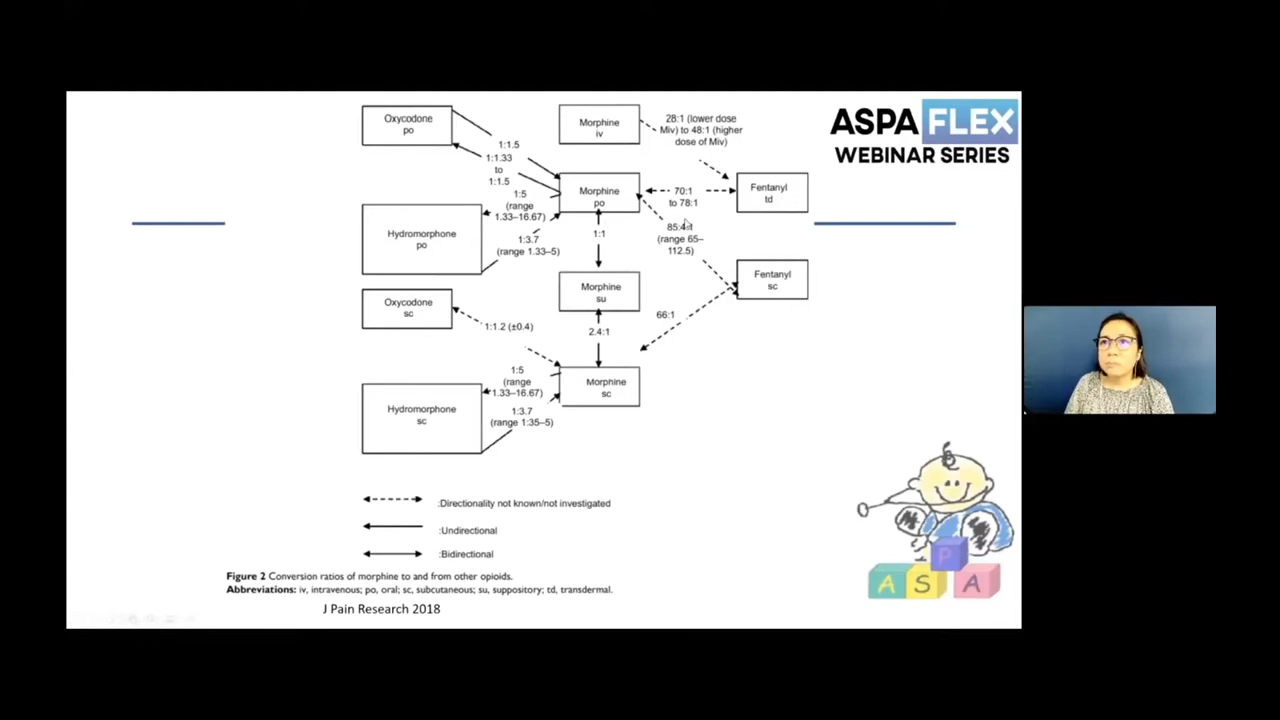 ASPA FLEX
WEBINAR SERIES
Oxycodone
po
Morphine
iv
28:1 (lower dose
Miv) to 48:1 (higher
dose of Miv)
1:1.5
1:1.33
to
1:1.5
Morphine
po
70:1
to 78:1
Fentanyl
td
1:5
(range
1.33–16.67)
Hydromorphone
po
1:3.7
(range 1.33–5)
1:1
(range 65–
112.5)
Fentanyl
sc
Morphine
su
Oxycodone
sc
1:1.2 (±0.4)
66:1
2.4:1
1:5
(range
1.33–16.67)
Morphine
sc
Hydromorphone
sc
1:3.7
(range 1:35–5)
:Directionality not known/not investigated
:Undirectional
:Bidirectional
Figure 2 Conversion ratios of morphine to and from other opioids.
Abbreviations: iv, intravenous; po, oral; sc, subcutaneous; su, suppository; td, transdermal.
J Pain Research 2018
P
A S A